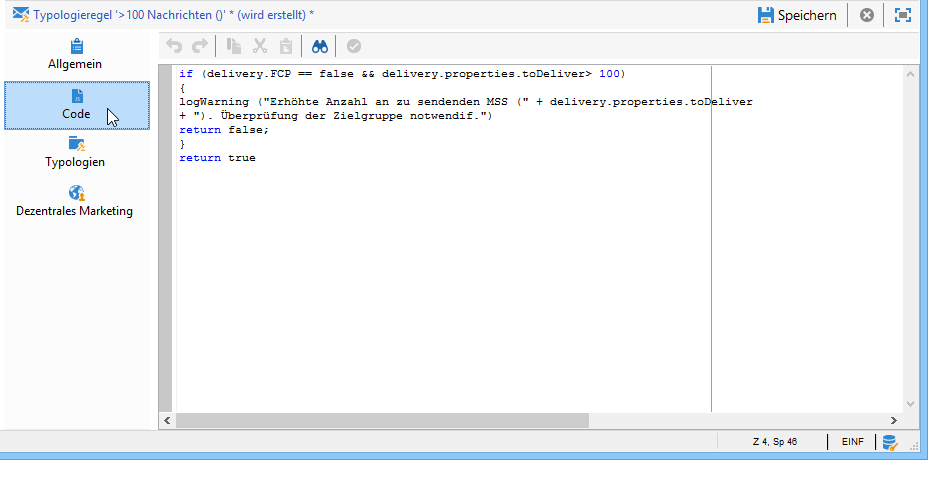 Typologieregel '>100 Nachrichten ()' * (wird erstellt) *
Speichern
Allgemein
Code
Typologien
Dezentrales Marketing
if (delivery.FCP == false && delivery.properties.toDeliver> 100)
{
logWarning ("Erhöhte Anzahl an zu sendenden MSS (" + delivery.properties.toDeliver
+ "). Überprüfung der Zielgruppe notwendif.")
return false;
}
return true
Z 4, Sp 46
EINF